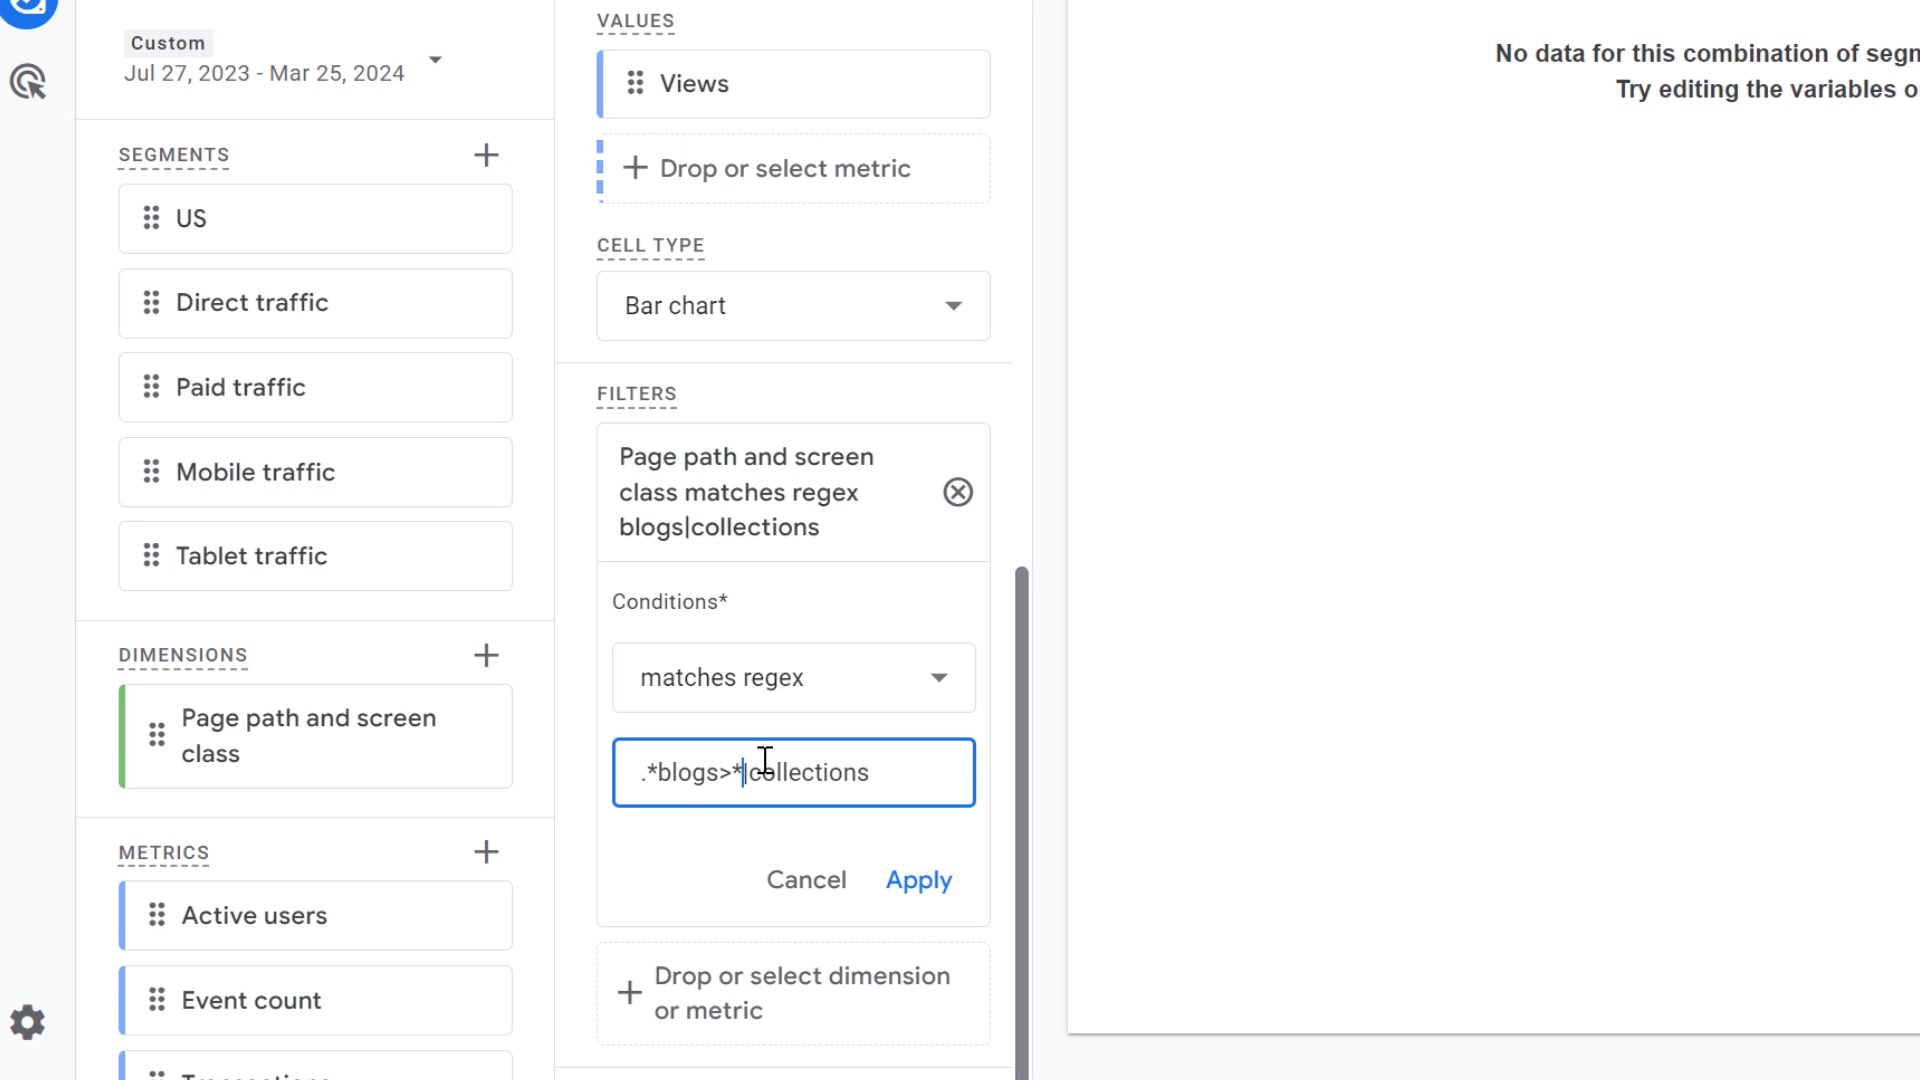 Custom
Jul 27, 2023 - Mar 25, 2024
SEGMENTS
US
Direct traffic
Paid traffic
Mobile traffic
Tablet traffic
DIMENSIONS
Page path and screen
class
METRICS
Active users
Event count
Transactions
VALUES
Views
Drop or select metric
CELL TYPE
Bar chart
FILTERS
Page path and screen
class matches regex
blogs|collections
Conditions*
matches regex
.*blogs>*|collections
Cancel
Apply
Drop or select dimension
or metric
No data for this combination of
Try editing the variables